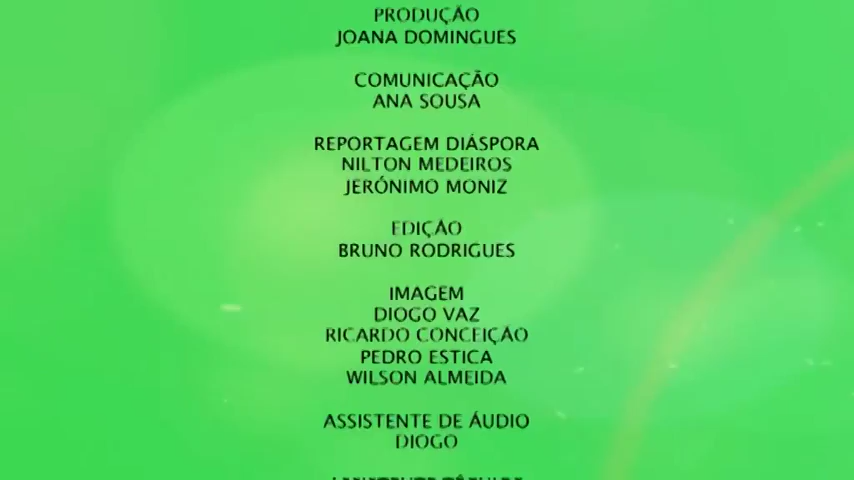 PRODUÇÃO
JOANA DOMINGUES
COMUNICAÇÃO
ANA SOUSA
REPORTAGEM DIÁSPORA
NILTON MEDEIROS
JERÓNIMO MONIZ
EDIÇÃO
BRUNO RODRIGUES
IMAGEM
DIOGO VAZ
RICARDO CONCEIÇÃO
PEDRO ESTICA
WILSON ALMEIDA
ASSISTENTE DE ÁUDIO
DIOGO